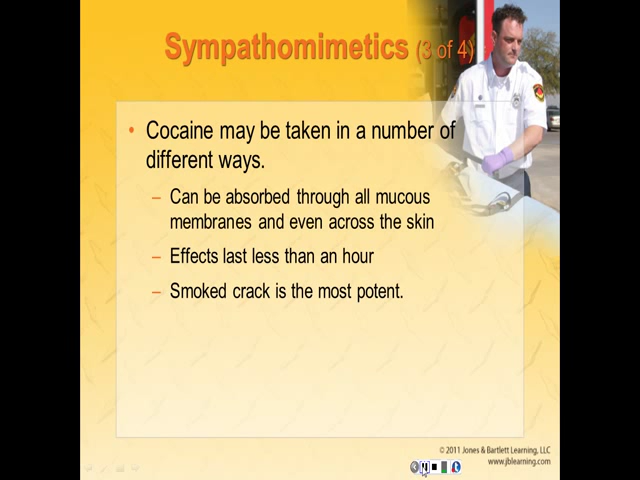 Sympathomimetics (3 of 4)
• Cocaine may be taken in a number of
different ways.
– Can be absorbed through all mucous
membranes and even across the skin
– Effects last less than an hour
– Smoked crack is the most potent.
© 2011 Jones & Bartlett Learning, LLC
www.jblearning.com